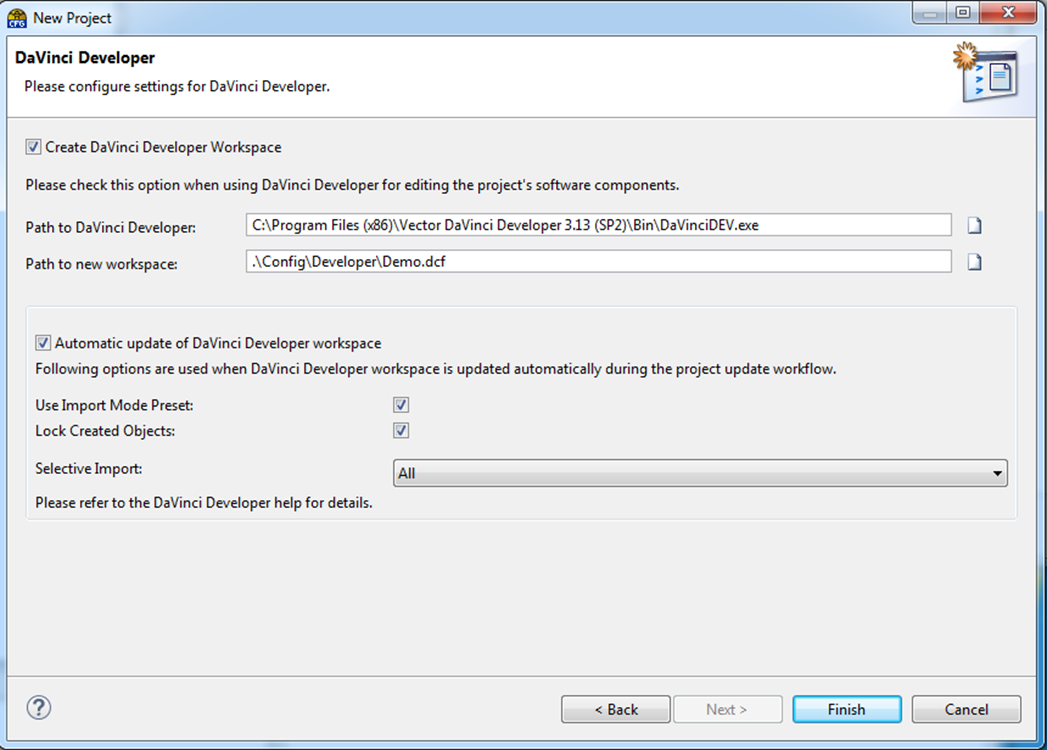 CFG New Project
DaVinci Developer
Please configure settings for DaVinci Developer.
Create DaVinci Developer Workspace
Please check this option when using DaVinci Developer for editing the project's software components.
Path to DaVinci Developer: C:\Program Files (x86)\Vector DaVinci Developer 3.13 (SP2)\Bin\DaVinciDEV.exe
Path to new workspace: .\Config\Developer\Demo.dcf
Automatic update of DaVinci Developer workspace
Following options are used when DaVinci Developer workspace is updated automatically during the project update workflow.
Use Import Mode Preset:
Lock Created Objects:
Selective Import: All
Please refer to the DaVinci Developer help for details.
? < Back Next > Finish Cancel